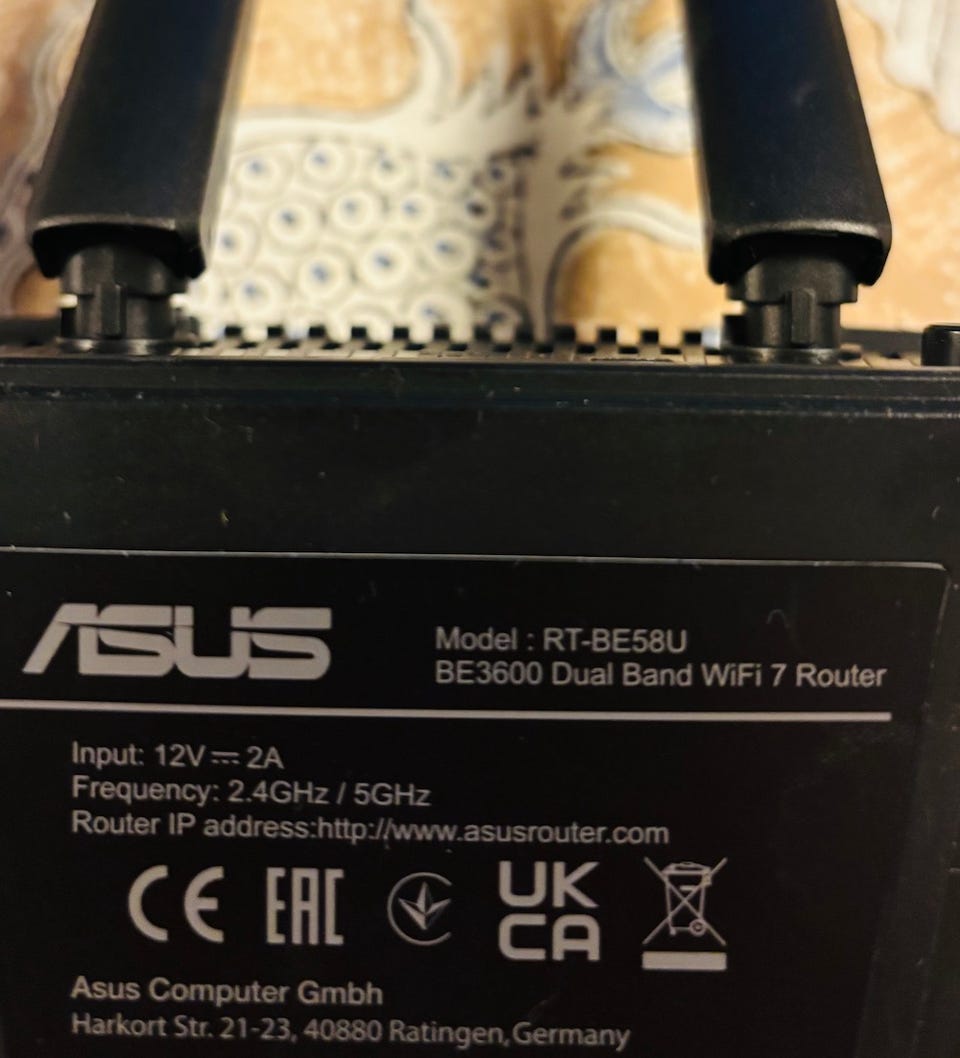 ASUS
Model : RT-BE58U
BE3600 Dual Band WiFi 7 Router
Input: 12V⎓2A
Frequency: 2.4GHz / 5GHz
Router IP address:http://www.asusrouter.com
CE EAC UK CA
Asus Computer Gmbh
Harkort Str. 21-23, 40880 Ratingen,Germany